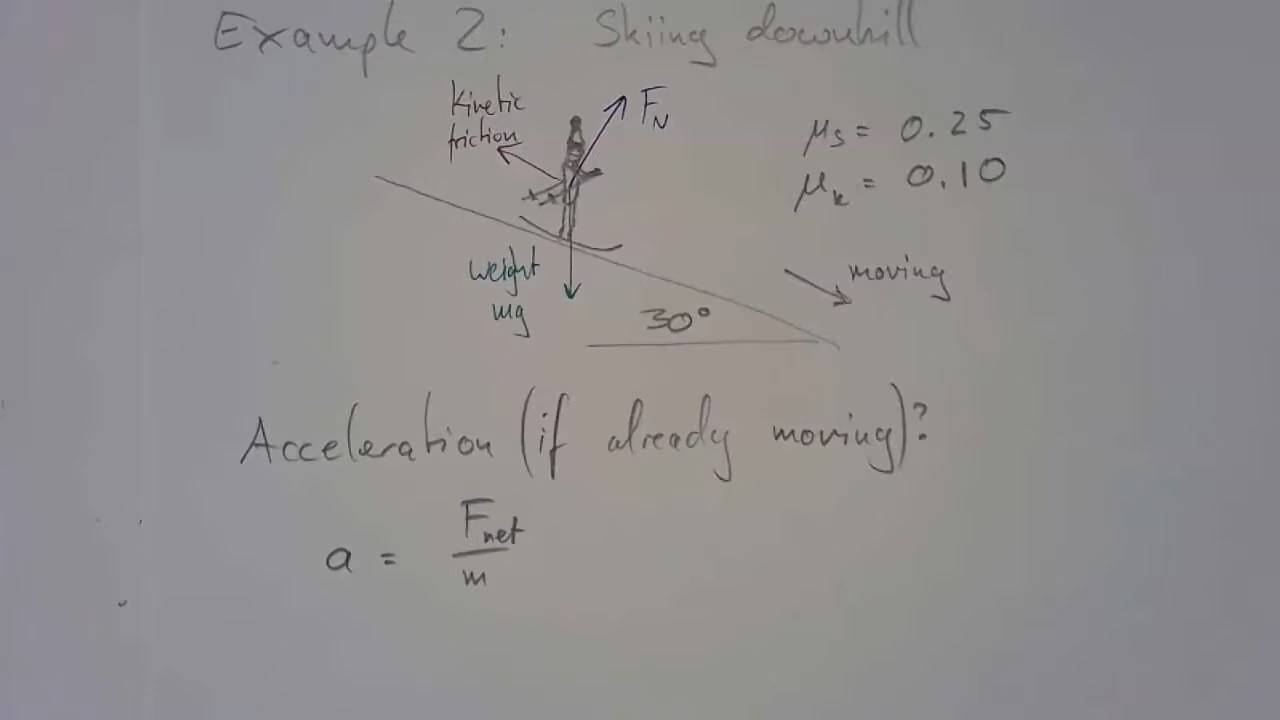 Example 2: Skiing downhill
Kinetic
friction
F_N
μs = 0.25
μk = 0.10
weight
mg
moving
30°
Acceleration (if already moving)?
a = F_net / m